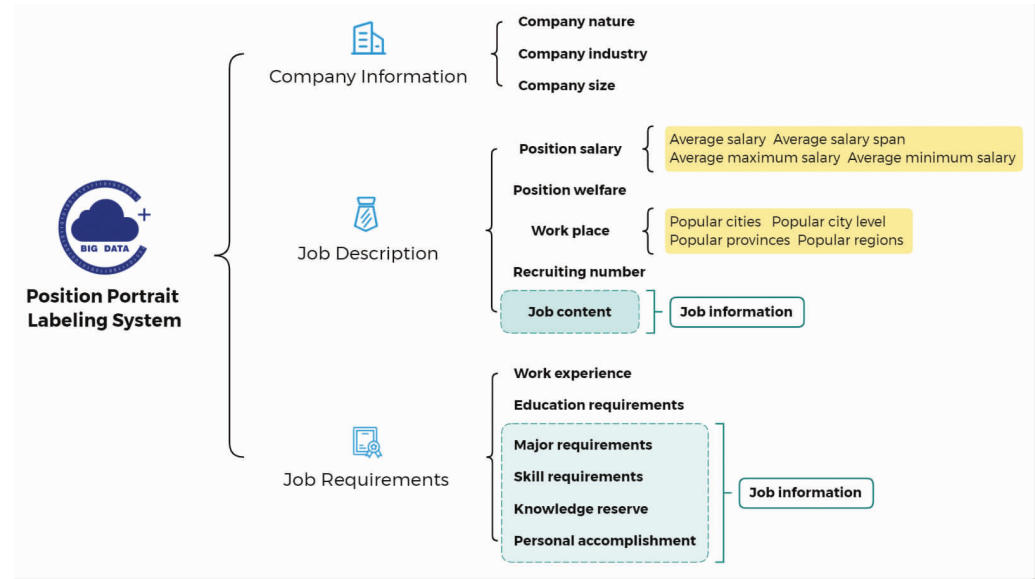 BIG DATA
Position Portrait
Labeling System
Company Information
Company nature
Company industry
Company size
Job Description
Position salary
Average salary Average salary span
Average maximum salary Average minimum salary
Position welfare
Work place
Popular cities Popular city level
Popular provinces Popular regions
Recruiting number
Job content
Job information
Job Requirements
Work experience
Education requirements
Major requirements
Skill requirements
Knowledge reserve
Personal accomplishment
Job information